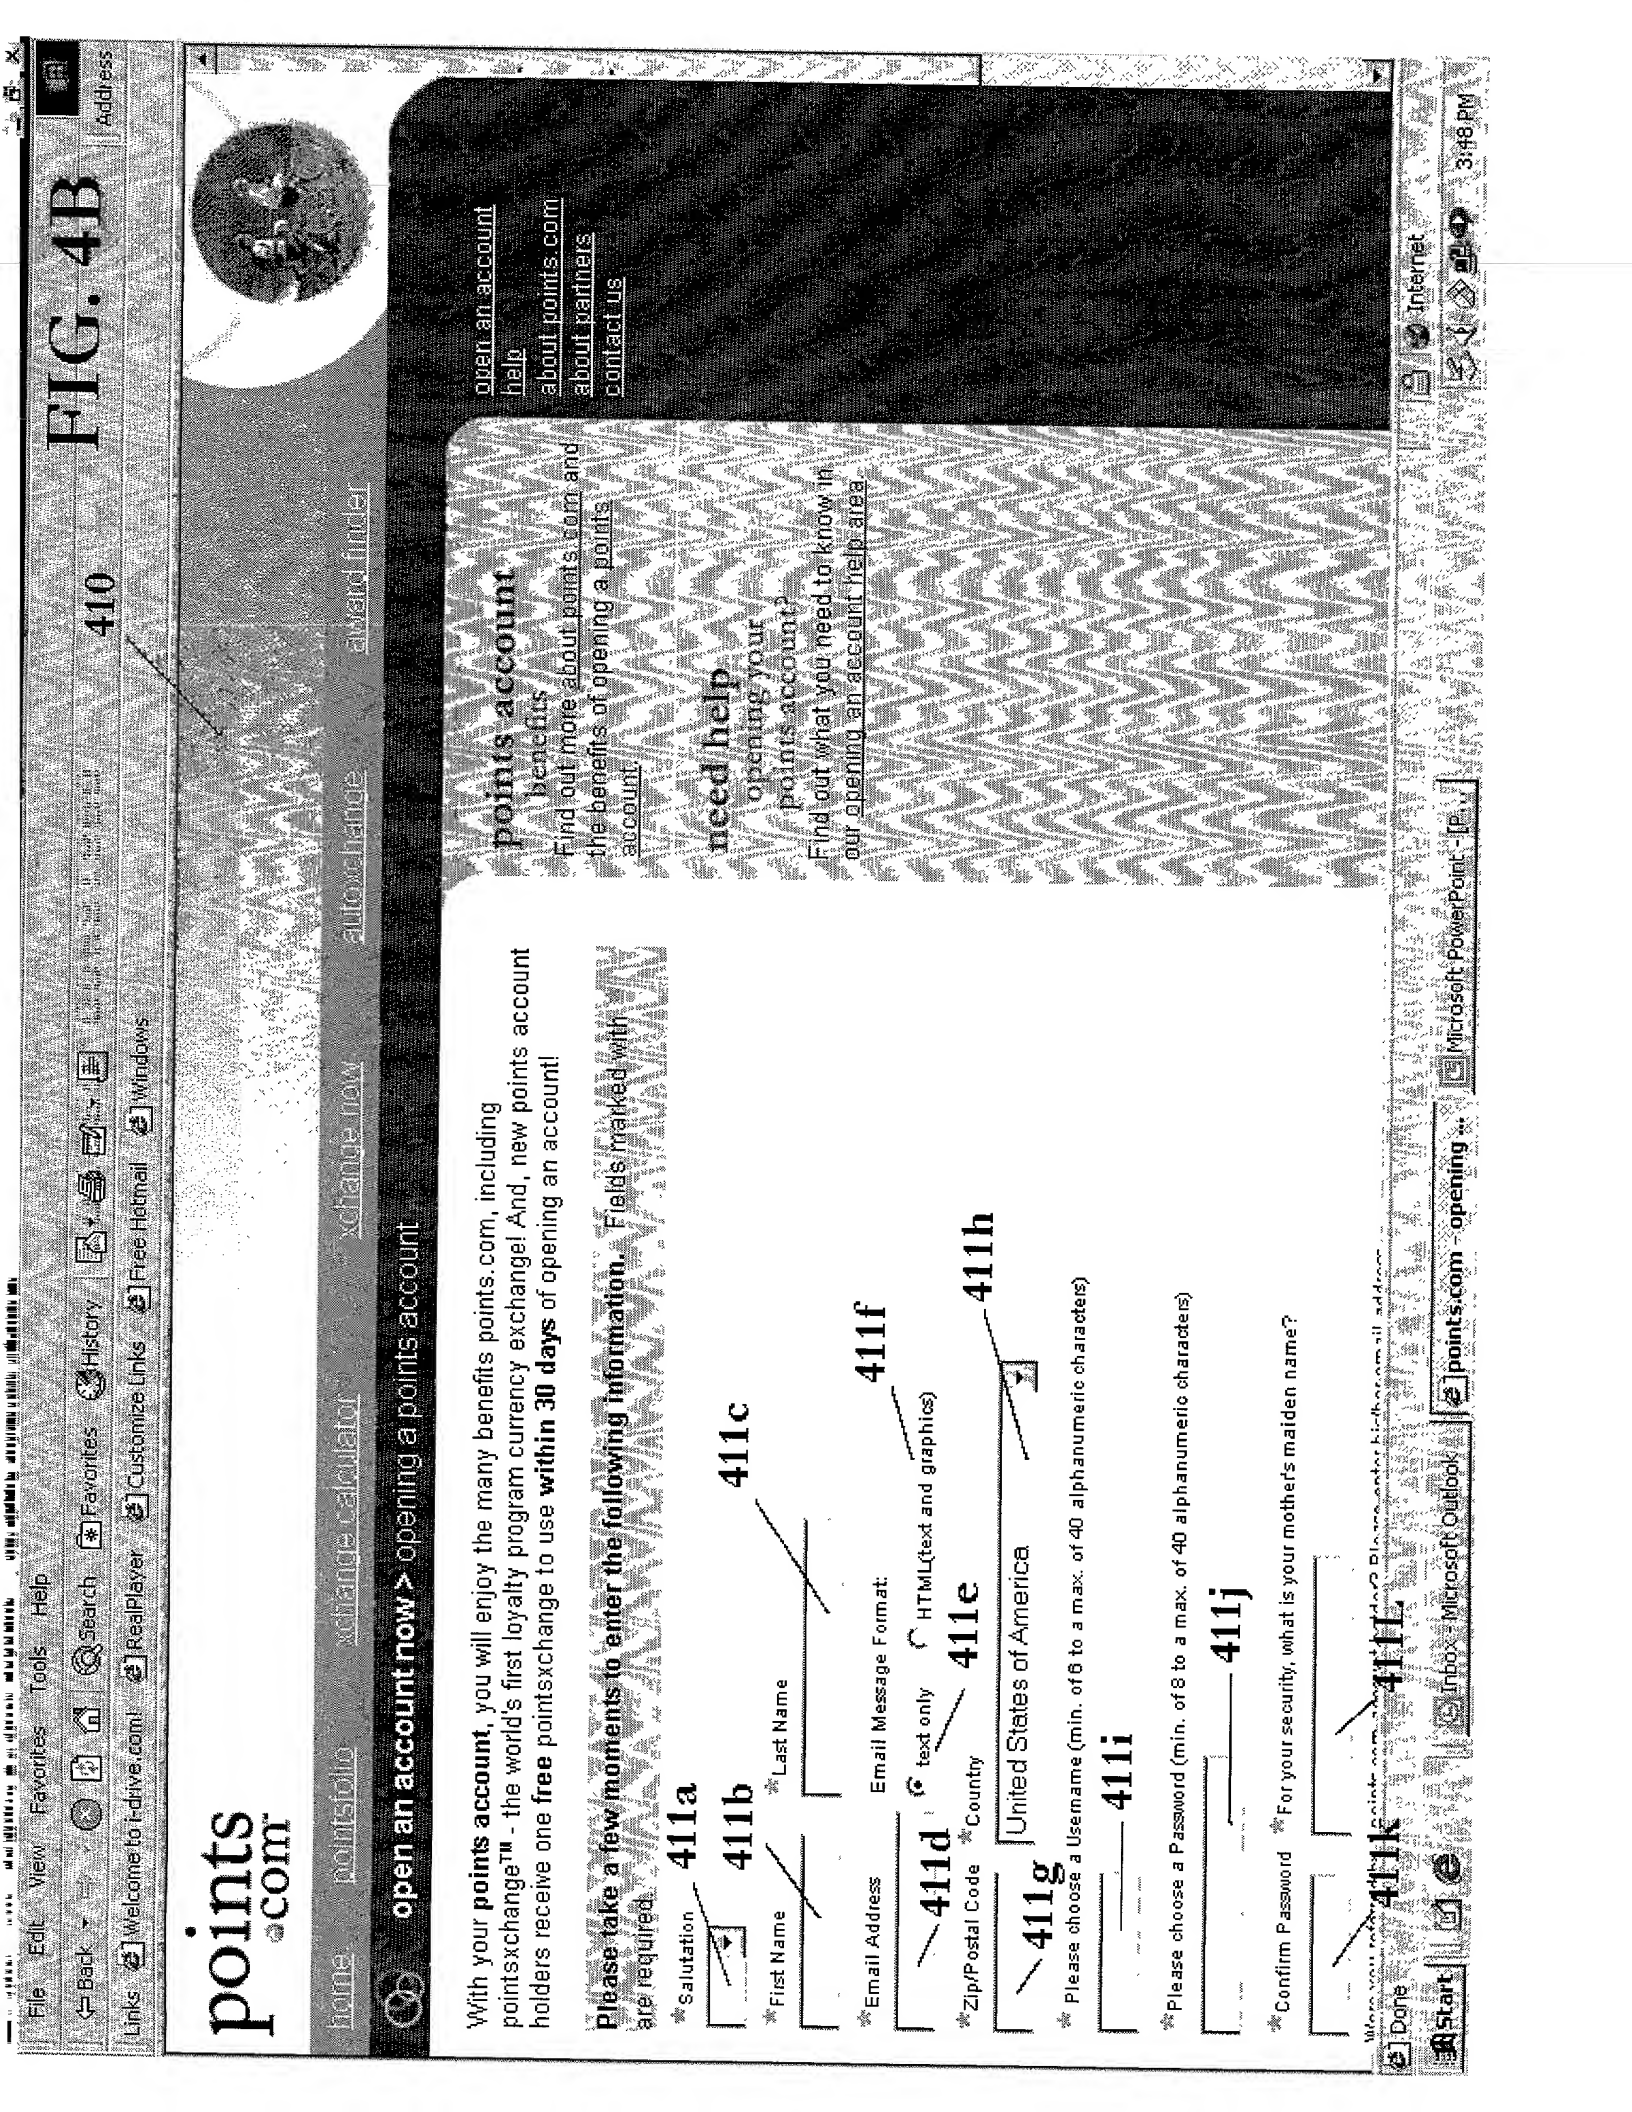 FIG. 4B
File Edit View Favorites Tools Help
Back Search Favorites History
Address
Links Welcome to i-drive.com! RealPlayer Customize Links Free Hotmail Windows
410
points
.com™
home pointsfolio xchange calculator xchange now autoxchange award finder
open an account now > opening a points account
With your points account, you will enjoy the many benefits points.com, including
pointsxchange™ - the world's first loyalty program currency exchange! And, new points account
holders receive one free pointsxchange to use within 30 days of opening an account!
Please take a few moments to enter the following information. Fields marked with
are required.
*Salutation 411a
411b 411c
*First Name *Last Name
*Email Address Email Message Format: 411f
411d text only HTML(text and graphics)
411e
*Zip/Postal Code *Country 411h
411g United States of America
* Please choose a Username (min. of 6 to a max. of 40 alphanumeric characters)
411i
*Please choose a Password (min. of 8 to a max. of 40 alphanumeric characters)
411j
*Confirm Password *For your security, what is your mother's maiden name?
411k 411L
points account
benefits
Find out more about points.com and
the benefits of opening a points
account.
need help
opening your
points account?
Find out what you need to know in
our opening an account help area
open an account
help
about points.com
about partners
contact us
Done Internet
Start Inbox - Microsoft Outlook points.com - opening ... Microsoft PowerPoint - [P... 3:48 PM